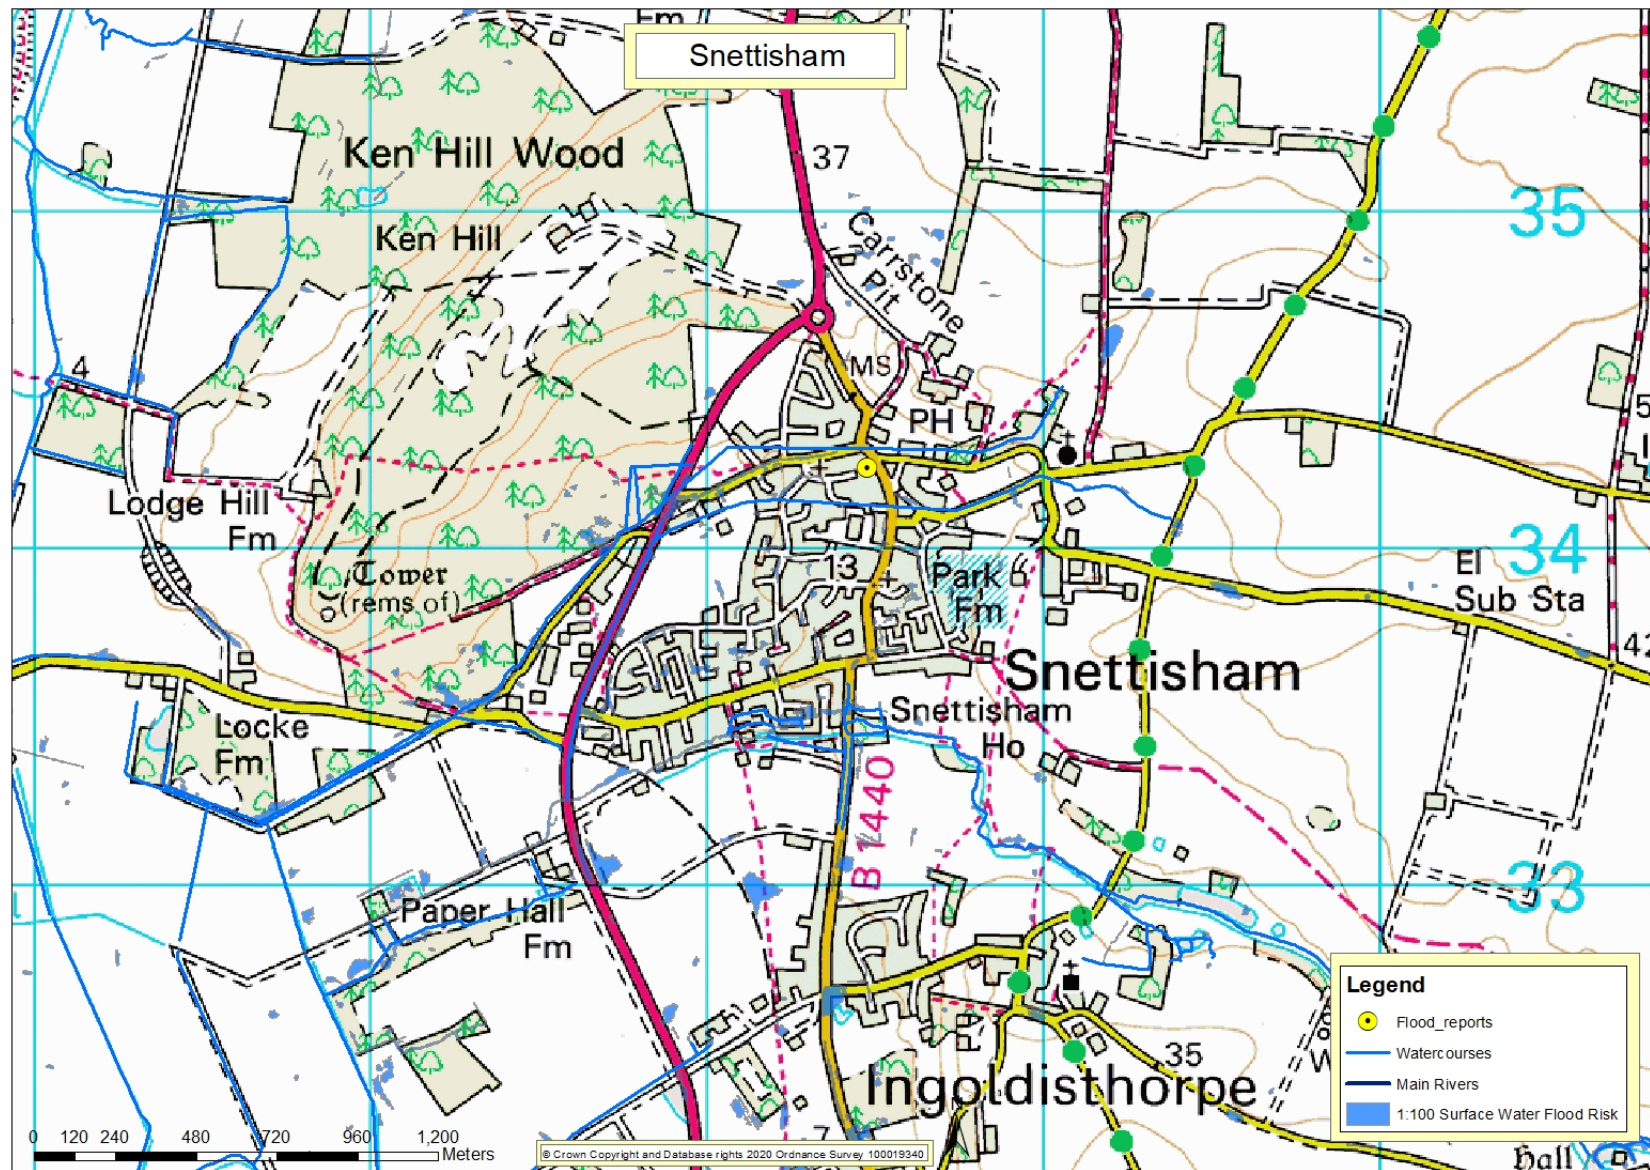 Fm
Snettisham
Ken Hill Wood
37
35
Ken Hill
Carrstone
Pit
4
MS
PH
5
Lodge Hill
Fm
34
Tower
(rems of)
13
Park
Fm
El
Sub Sta
42
Snettisham
Locke
Fm
Snettisham
Ho
B 1440
33
Paper Hall
Fm
Legend
Flood_reports
Watercourses
Main Rivers
1:100 Surface Water Flood Risk
35
W
Ingoldisthorpe
7
0 120 240 480 720 960 1,200
Meters
© Crown Copyright and Database rights 2020 Ordnance Survey 100019340
Hall